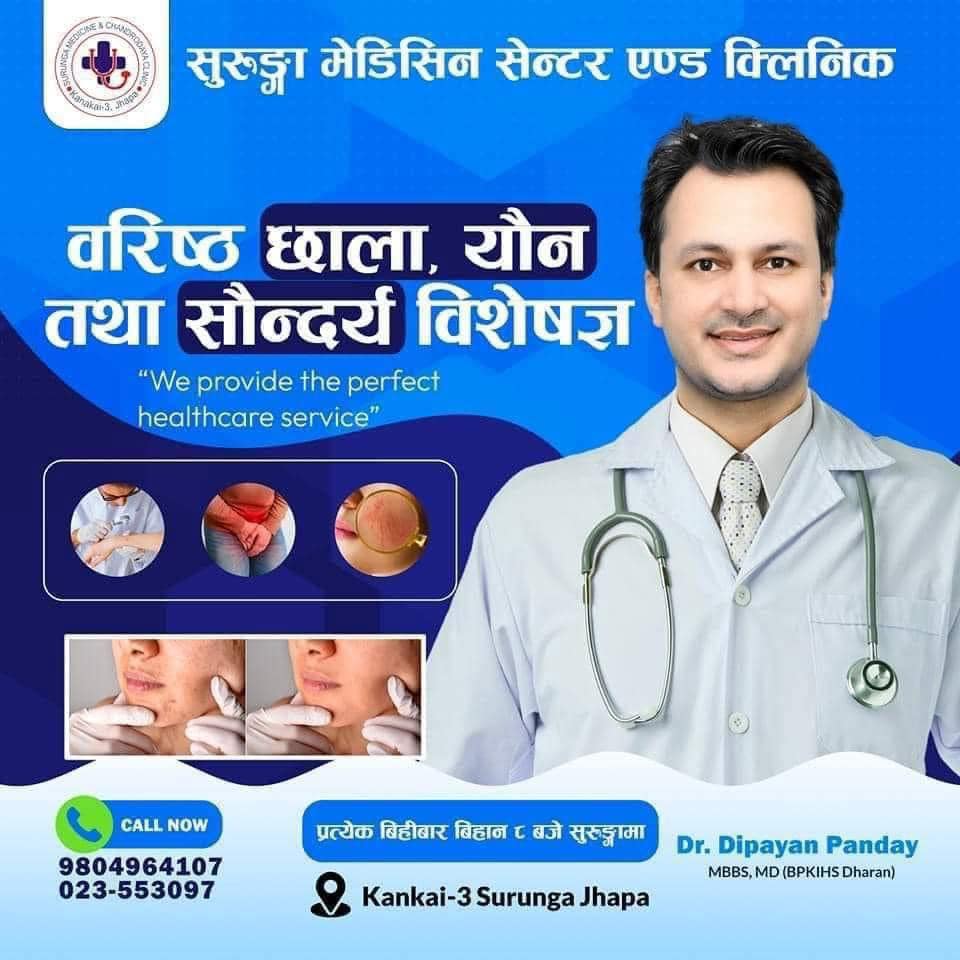 SURUNGA MEDICINE & CHANDRODAYA CLINIC
Kanakai-3, Jhapa
सुरुङ्गा मेडिसिन सेन्टर एण्ड क्लिनिक
वरिष्ठ छाला, यौन
तथा सौन्दर्य विशेषज्ञ
“We provide the perfect
healthcare service”
CALL NOW
9804964107
023-553097
प्रत्येक बिहीबार बिहान ८ बजे सुरुङ्गामा
Kankai-3 Surunga Jhapa
Dr. Dipayan Panday
MBBS, MD (BPKIHS Dharan)